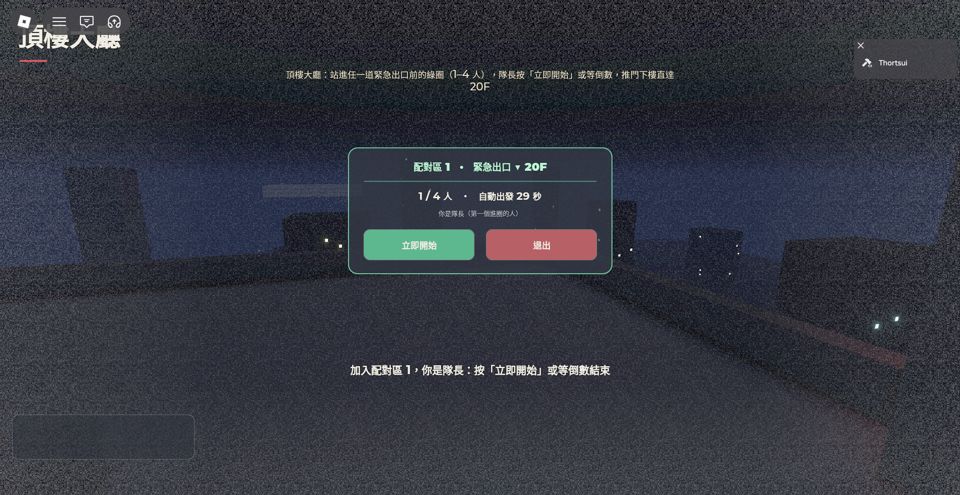 頂樓大廳
Thortsui
頂樓大廳：站進任一道緊急出口前的綠圈（1–4 人），隊長按「立即開始」或等倒數，推門下樓直達
20F
配對區 1 • 緊急出口 ▼ 20F
1 / 4 人 • 自動出發 29 秒
你是隊長（第一個進圈的人）
立即開始
退出
加入配對區 1，你是隊長：按「立即開始」或等倒數結束